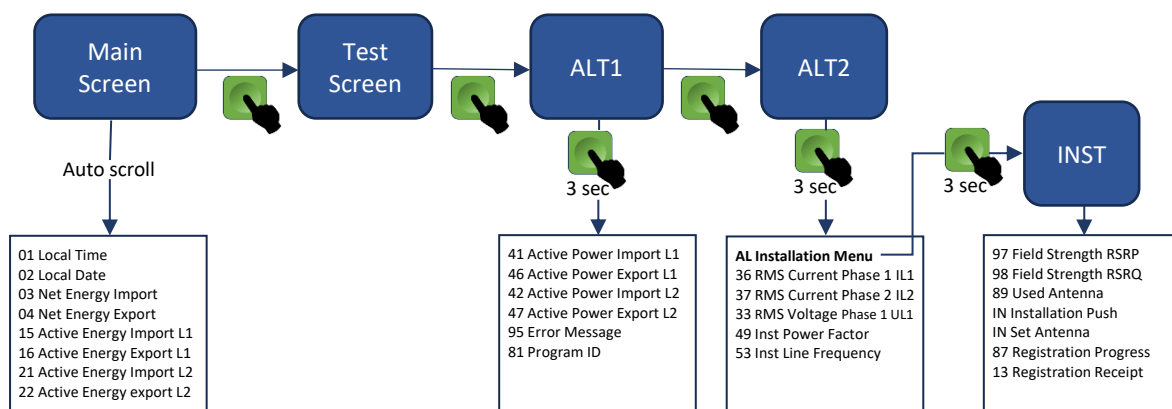 Main
Screen
Test
Screen
ALT1
ALT2
INST
Auto scroll
3 sec
3 sec
3 sec
01 Local Time
02 Local Date
03 Net Energy Import
04 Net Energy Export
15 Active Energy Import L1
16 Active Energy Export L1
21 Active Energy Import L2
22 Active Energy export L2
41 Active Power Import L1
46 Active Power Export L1
42 Active Power Import L2
47 Active Power Export L2
95 Error Message
81 Program ID
AL Installation Menu
36 RMS Current Phase 1 IL1
37 RMS Current Phase 2 IL2
33 RMS Voltage Phase 1 UL1
49 Inst Power Factor
53 Inst Line Frequency
97 Field Strength RSRP
98 Field Strength RSRQ
89 Used Antenna
IN Installation Push
IN Set Antenna
87 Registration Progress
13 Registration Receipt